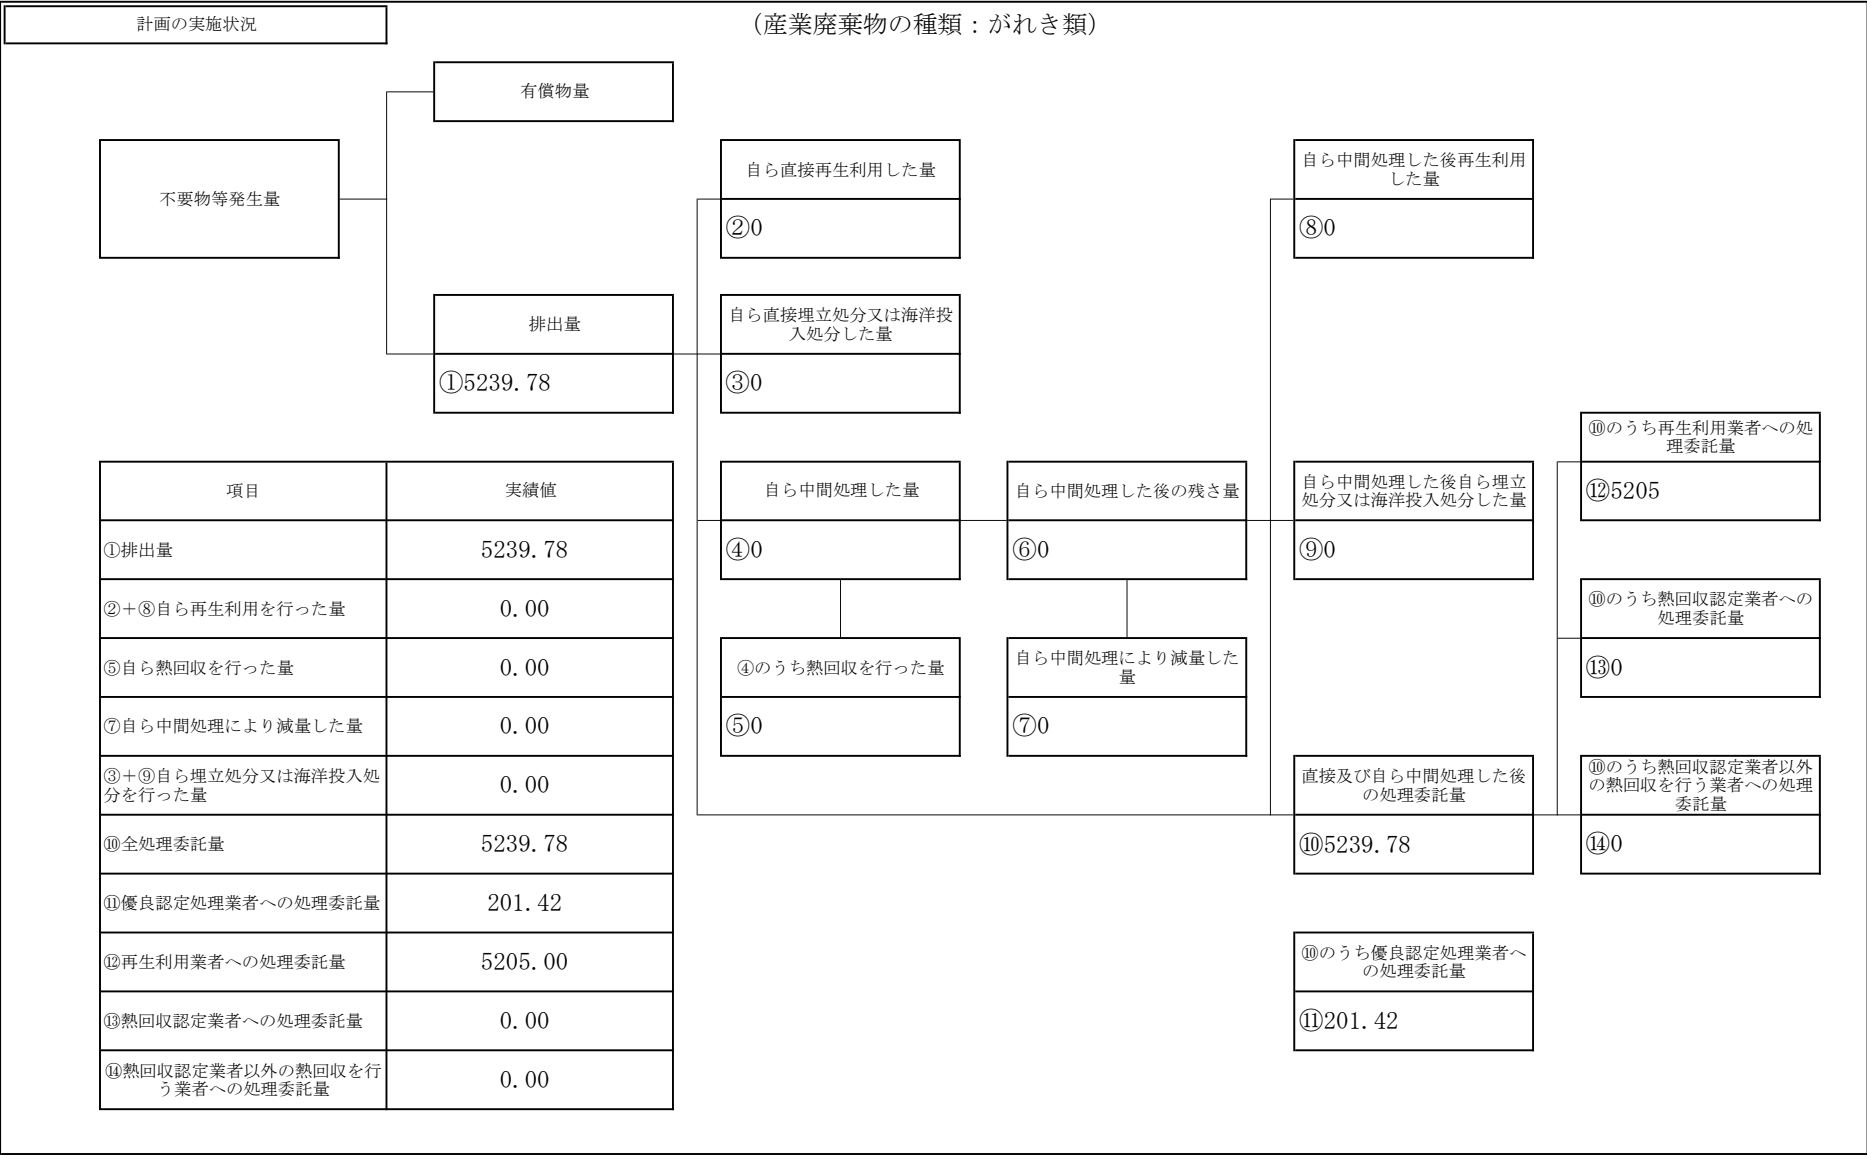 計画の実施状況
（産業廃棄物の種類：がれき類）
有償物量
不要物等発生量
自ら直接再生利用した量
②0
自ら中間処理した後再生利用
した量
⑧0
排出量
①5239.78
自ら直接埋立処分又は海洋投
入処分した量
③0
⑩のうち再生利用業者への処
理委託量
⑫5205
自ら中間処理した量
④0
自ら中間処理した後の残さ量
⑥0
自ら中間処理した後自ら埋立
処分又は海洋投入処分した量
⑨0
⑩のうち熱回収認定業者への
処理委託量
⑬0
④のうち熱回収を行った量
⑤0
自ら中間処理により減量した
量
⑦0
直接及び自ら中間処理した後
の処理委託量
⑩5239.78
⑩のうち熱回収認定業者以外
の熱回収を行う業者への処理
委託量
⑭0
⑩のうち優良認定処理業者へ
の処理委託量
⑪201.42
項目 実績値
①排出量 5239.78
②＋⑧自ら再生利用を行った量 0.00
⑤自ら熱回収を行った量 0.00
⑦自ら中間処理により減量した量 0.00
③＋⑨自ら埋立処分又は海洋投入処
分を行った量 0.00
⑩全処理委託量 5239.78
⑪優良認定処理業者への処理委託量 201.42
⑫再生利用業者への処理委託量 5205.00
⑬熱回収認定業者への処理委託量 0.00
⑭熱回収認定業者以外の熱回収を行
う業者への処理委託量 0.00